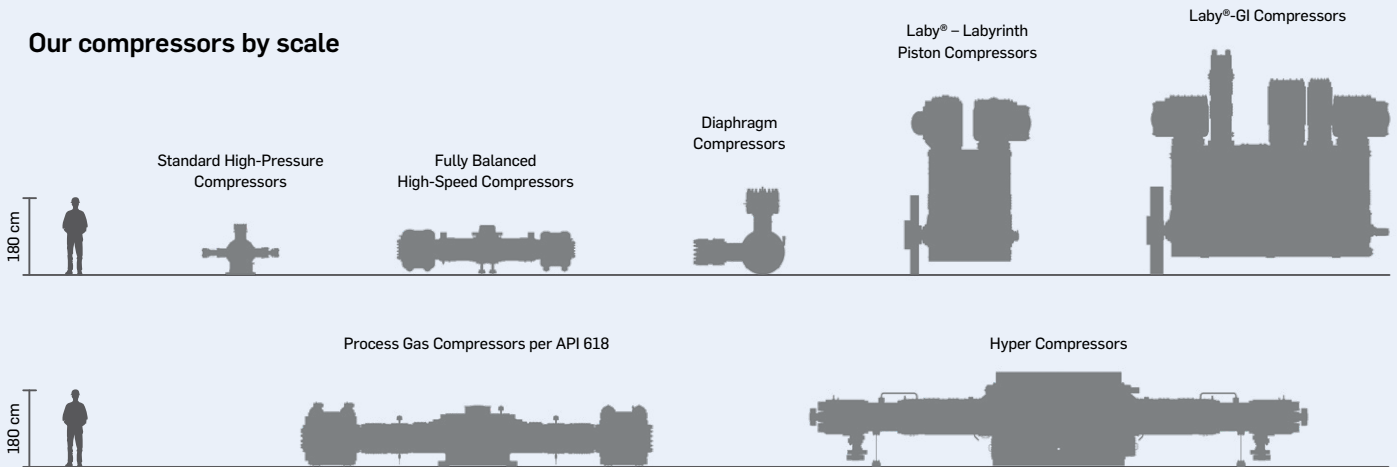 Our compressors by scale
Laby® – Labyrinth
Piston Compressors
Laby®-GI Compressors
Diaphragm
Compressors
Standard High-Pressure
Compressors
Fully Balanced
High-Speed Compressors
180 cm
Process Gas Compressors per API 618
Hyper Compressors
180 cm